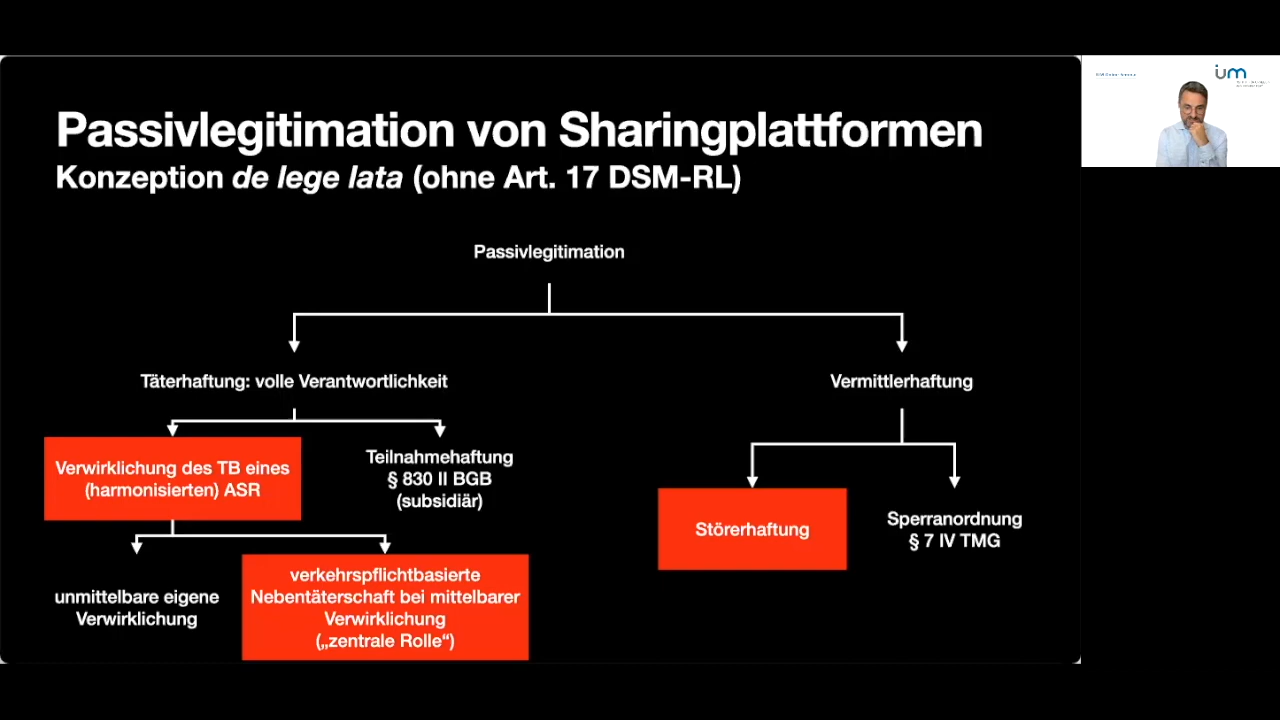 Passivlegitimation von Sharingplattformen
Konzeption de lege lata (ohne Art. 17 DSM-RL)
Passivlegitimation
Täterhaftung: volle Verantwortlichkeit
Vermittlerhaftung
Verwirklichung des TB eines
(harmonisierten) ASR
Teilnahmehaftung
§ 830 II BGB
(subsidiär)
Störerhaftung
Sperranordnung
§ 7 IV TMG
unmittelbare eigene
Verwirklichung
verkehrspflichtbasierte
Nebentäterschaft bei mittelbarer
Verwirklichung
(„zentrale Rolle“)